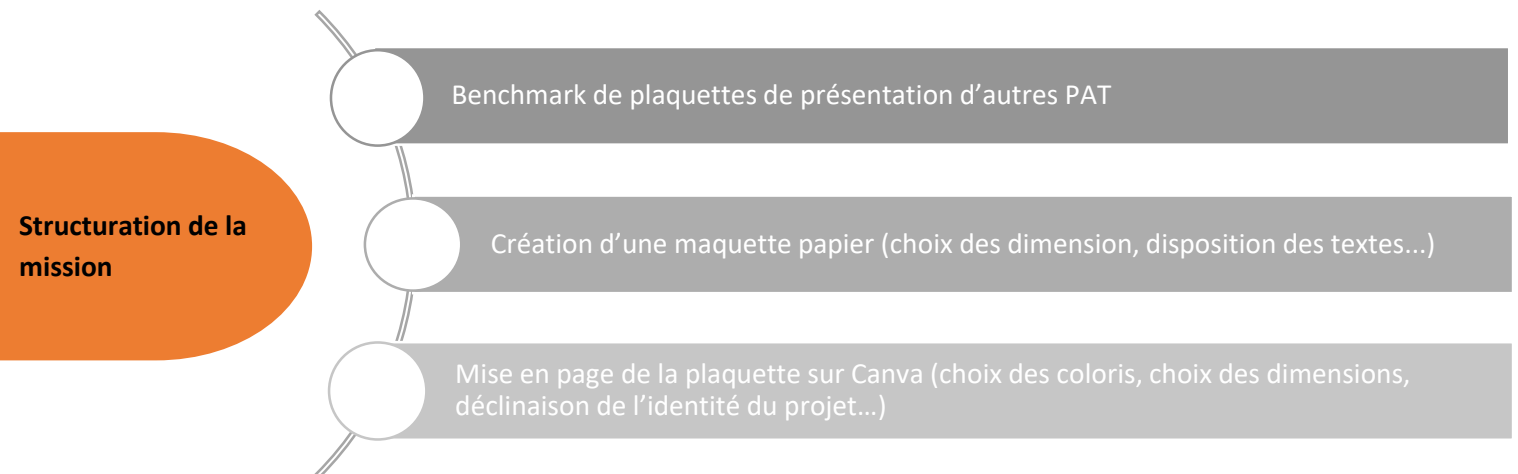 Benchmark de plaquettes de présentation d’autres PAT
Structuration de la
mission
Création d’une maquette papier (choix des dimension, disposition des textes...)
Mise en page de la plaquette sur Canva (choix des coloris, choix des dimensions,
déclinaison de l’identité du projet…)